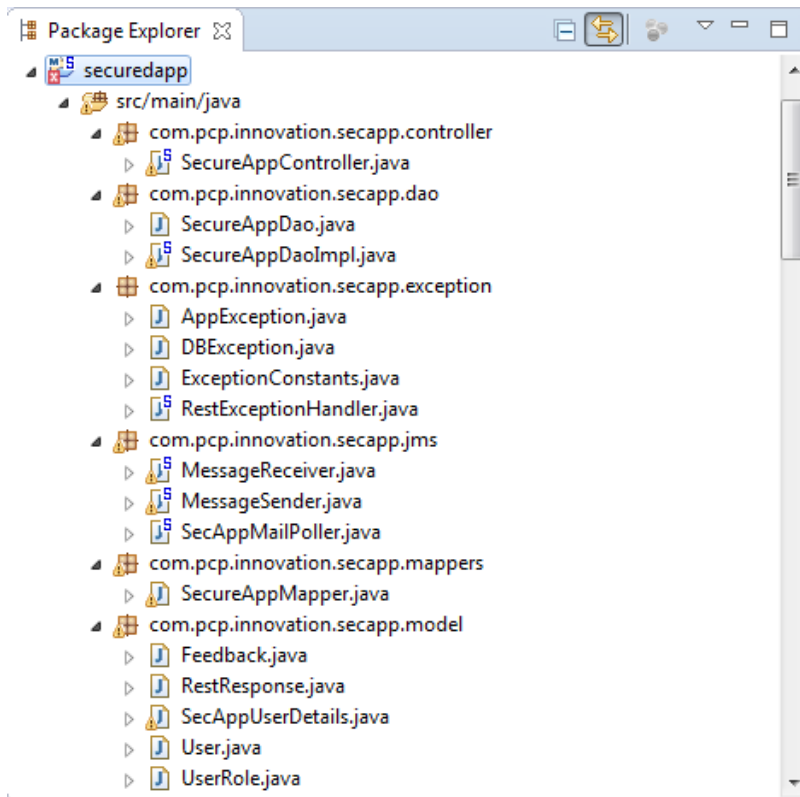 Package Explorer
securedapp
src/main/java
com.pcp.innovation.secapp.controller
SecureAppController.java
com.pcp.innovation.secapp.dao
SecureAppDao.java
SecureAppDaoImpl.java
com.pcp.innovation.secapp.exception
AppException.java
DBException.java
ExceptionConstants.java
RestExceptionHandler.java
com.pcp.innovation.secapp.jms
MessageReceiver.java
MessageSender.java
SecAppMailPoller.java
com.pcp.innovation.secapp.mappers
SecureAppMapper.java
com.pcp.innovation.secapp.model
Feedback.java
RestResponse.java
SecAppUserDetails.java
User.java
UserRole.java